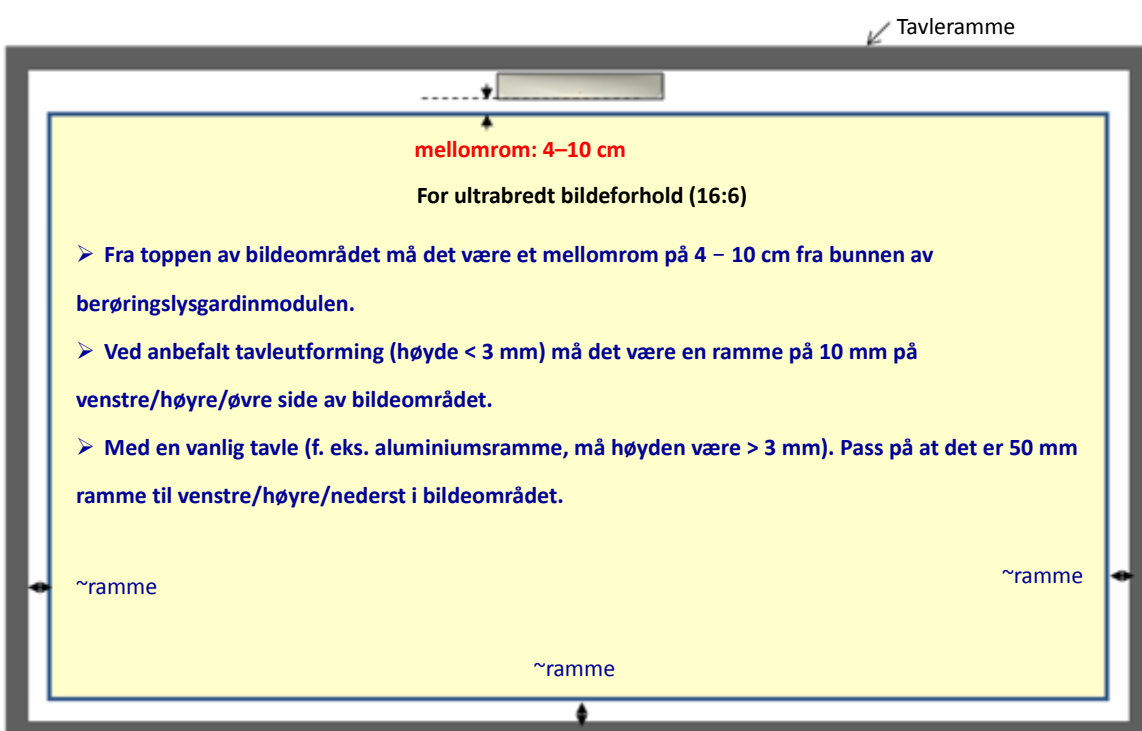 Tavleramme
mellomrom: 4–10 cm
For ultrabredt bildeforhold (16:6)
➢ Fra toppen av bildeområdet må det være et mellomrom på 4 – 10 cm fra bunnen av
berøringslysgardinmodulen.
➢ Ved anbefalt tavleutforming (høyde < 3 mm) må det være en ramme på 10 mm på
venstre/høyre/øvre side av bildeområdet.
➢ Med en vanlig tavle (f. eks. aluminiumsramme, må høyden være > 3 mm). Pass på at det er 50 mm
ramme til venstre/høyre/nederst i bildeområdet.
~ramme
~ramme
~ramme